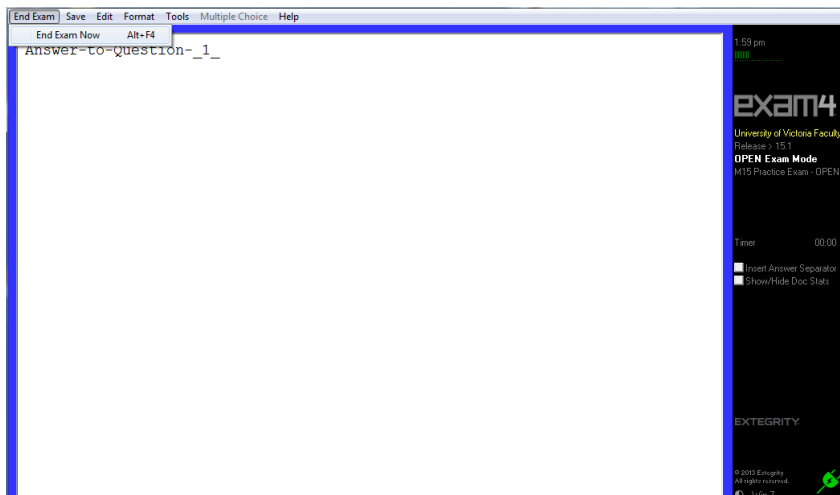 End Exam Save Edit Format Tools Multiple Choice Help
End Exam Now Alt+F4
Answer-to-Question-_1_
1:59 pm
exam4
University of Victoria Faculty
Release > 15.1
OPEN Exam Mode
M15 Practice Exam - OPEN
Timer 00:00
Insert Answer Separator
Show/Hide Doc Stats
EXTEGRITY
© 2013 Extegrity
All rights reserved.
Win 7